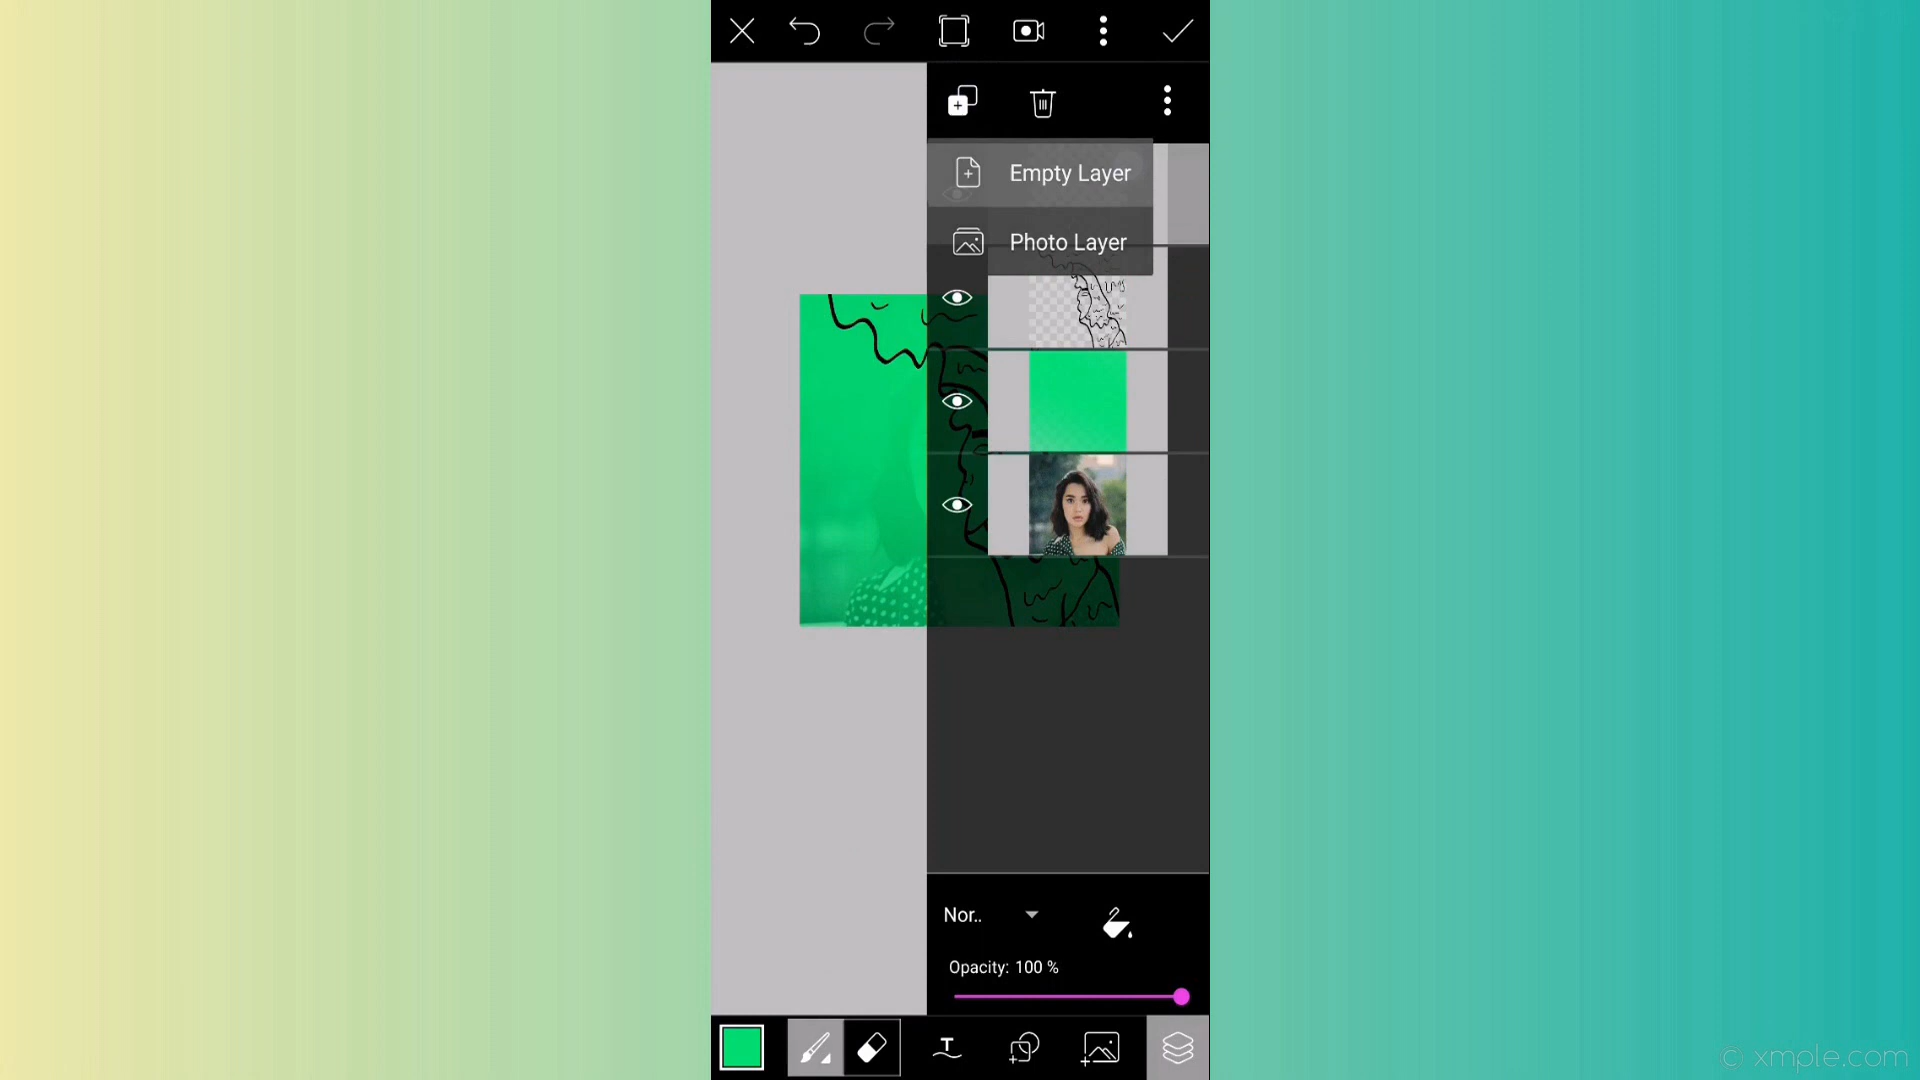 Empty Layer
Photo Layer
Nor..
Opacity: 100 %
T
© xmple.com